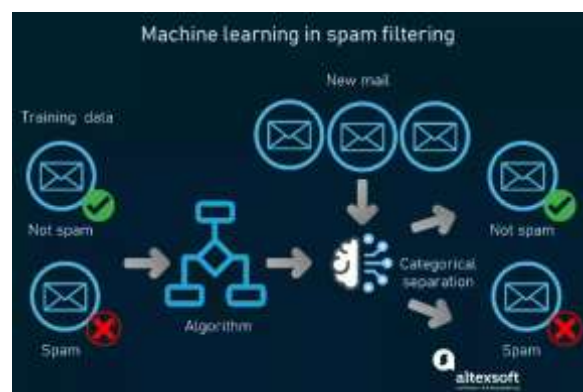 Machine learning in spam filtering
New mail
Training data
Not spam
Spam
Algorithm
Categorical
separation
Not spam
Spam
altexsoft